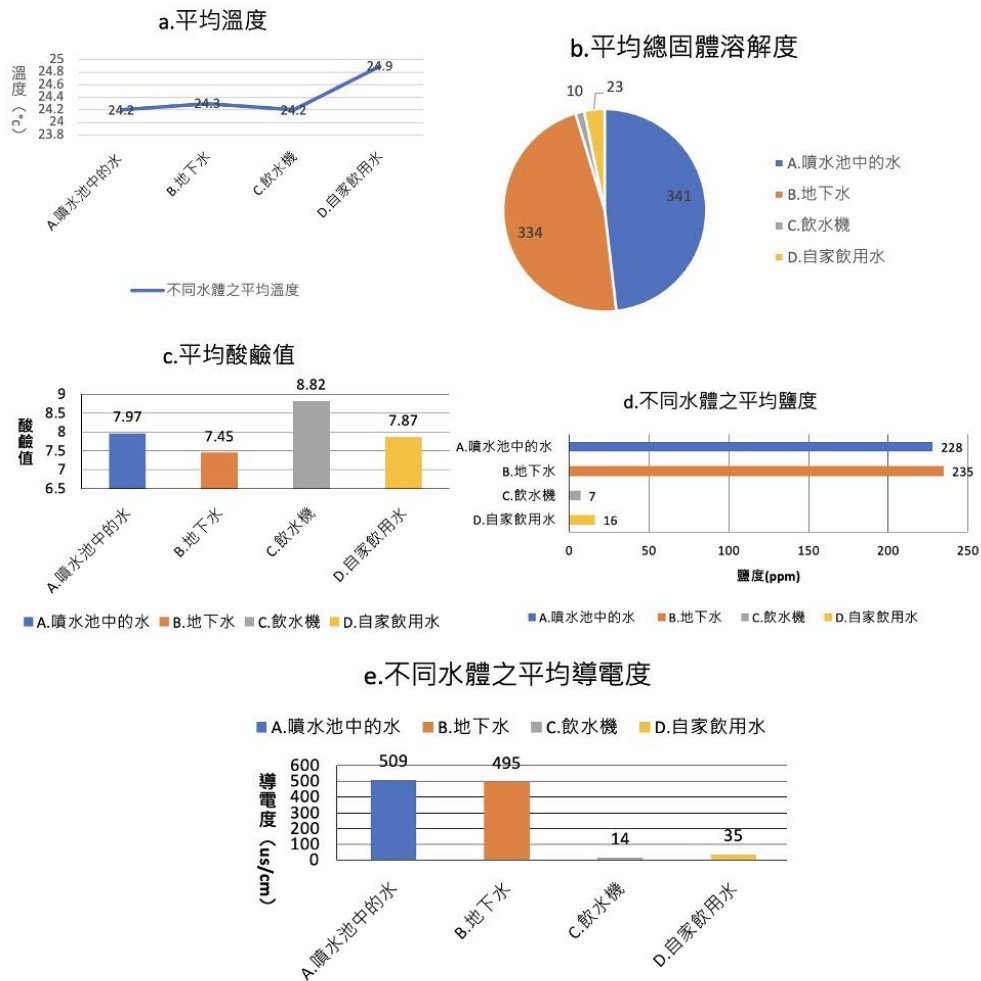 a.平均溫度
溫度（°c）
25
24.8
24.6
24.4
24.2
24
23.8
24.2
24.3
24.2
24.9
A.噴水池中的水
B.地下水
C.飲水機
D.自家飲用水
不同水體之平均溫度
b.平均總固體溶解度
10
23
341
334
A.噴水池中的水
B.地下水
C.飲水機
D.自家飲用水
c.平均酸鹼值
酸鹼值
9
8.5
8
7.5
7
6.5
7.97
7.45
8.82
7.87
A.噴水池中的水
B.地下水
C.飲水機
D.自家飲用水
A.噴水池中的水 B.地下水 C.飲水機 D.自家飲用水
d.不同水體之平均鹽度
A.噴水池中的水 228
B.地下水 235
C.飲水機 7
D.自家飲用水 16
0 50 100 150 200 250
鹽度(ppm)
A.噴水池中的水 B.地下水 C.飲水機 D.自家飲用水
e.不同水體之平均導電度
A.噴水池中的水 B.地下水 C.飲水機 D.自家飲用水
導電度（us/cm）
600
500
400
300
200
100
0
509
495
14
35
A.噴水池中的水
B.地下水
C.飲水機
D.自家飲用水